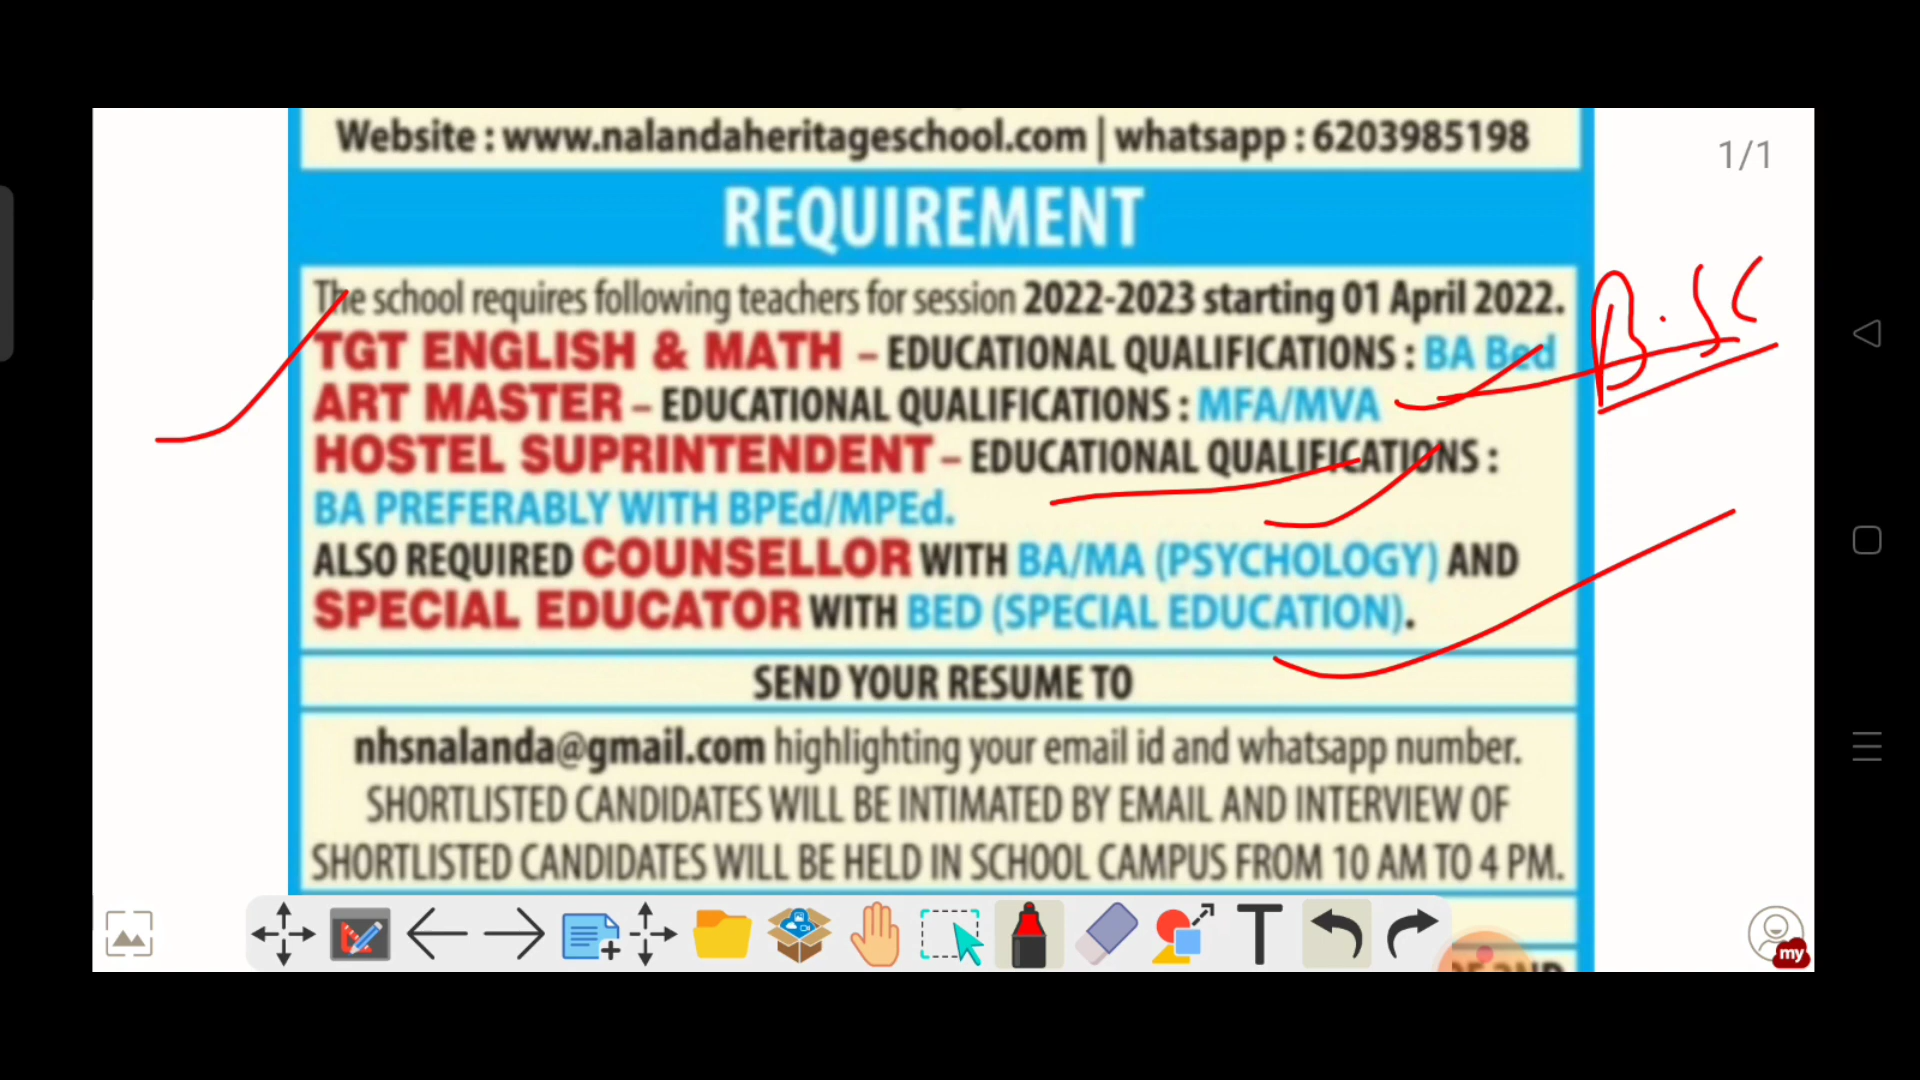 Website : www.nalandaheritageschool.com | whatsapp : 6203985198
1/1
REQUIREMENT
The school requires following teachers for session 2022-2023 starting 01 April 2022.
TGT ENGLISH & MATH – EDUCATIONAL QUALIFICATIONS : BA Bed
B.SC
ART MASTER – EDUCATIONAL QUALIFICATIONS : MFA/MVA
HOSTEL SUPRINTENDENT – EDUCATIONAL QUALIFICATIONS :
BA PREFERABLY WITH BPEd/MPEd.
ALSO REQUIRED COUNSELLOR WITH BA/MA (PSYCHOLOGY) AND
SPECIAL EDUCATOR WITH BED (SPECIAL EDUCATION).
SEND YOUR RESUME TO
nhsnalanda@gmail.com highlighting your email id and whatsapp number.
SHORTLISTED CANDIDATES WILL BE INTIMATED BY EMAIL AND INTERVIEW OF
SHORTLISTED CANDIDATES WILL BE HELD IN SCHOOL CAMPUS FROM 10 AM TO 4 PM.
T
my